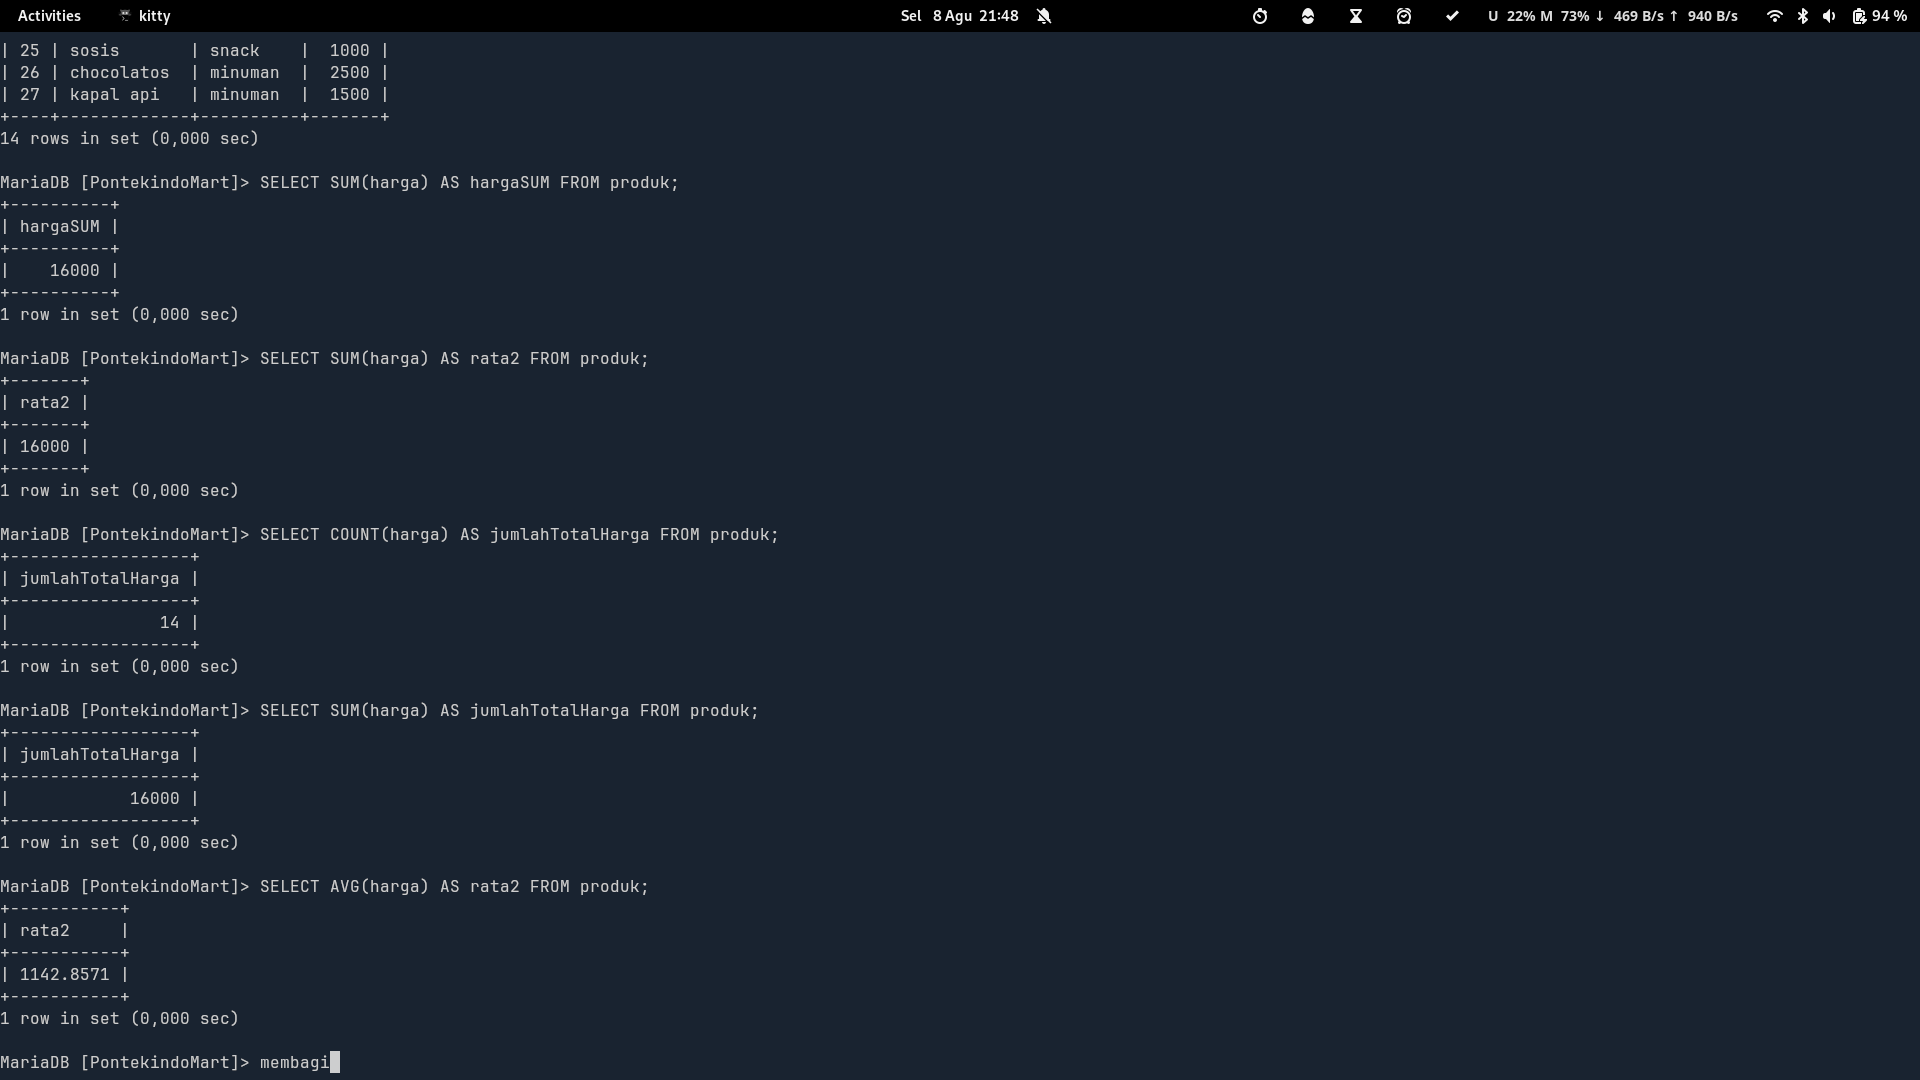 Activities kitty Sel 8 Agu 21:48 U 22% M 73% ↓ 469 B/s ↑ 940 B/s 94 %
| 25 | sosis       | snack    |  1000 |
| 26 | chocolatos  | minuman  |  2500 |
| 27 | kapal api   | minuman  |  1500 |
+----+-------------+----------+-------+
14 rows in set (0,000 sec)

MariaDB [PontekindoMart]> SELECT SUM(harga) AS hargaSUM FROM produk;
+----------+
| hargaSUM |
+----------+
|    16000 |
+----------+
1 row in set (0,000 sec)

MariaDB [PontekindoMart]> SELECT SUM(harga) AS rata2 FROM produk;
+-------+
| rata2 |
+-------+
| 16000 |
+-------+
1 row in set (0,000 sec)

MariaDB [PontekindoMart]> SELECT COUNT(harga) AS jumlahTotalHarga FROM produk;
+------------------+
| jumlahTotalHarga |
+------------------+
|               14 |
+------------------+
1 row in set (0,000 sec)

MariaDB [PontekindoMart]> SELECT SUM(harga) AS jumlahTotalHarga FROM produk;
+------------------+
| jumlahTotalHarga |
+------------------+
|            16000 |
+------------------+
1 row in set (0,000 sec)

MariaDB [PontekindoMart]> SELECT AVG(harga) AS rata2 FROM produk;
+-----------+
| rata2     |
+-----------+
| 1142.8571 |
+-----------+
1 row in set (0,000 sec)

MariaDB [PontekindoMart]> membagi